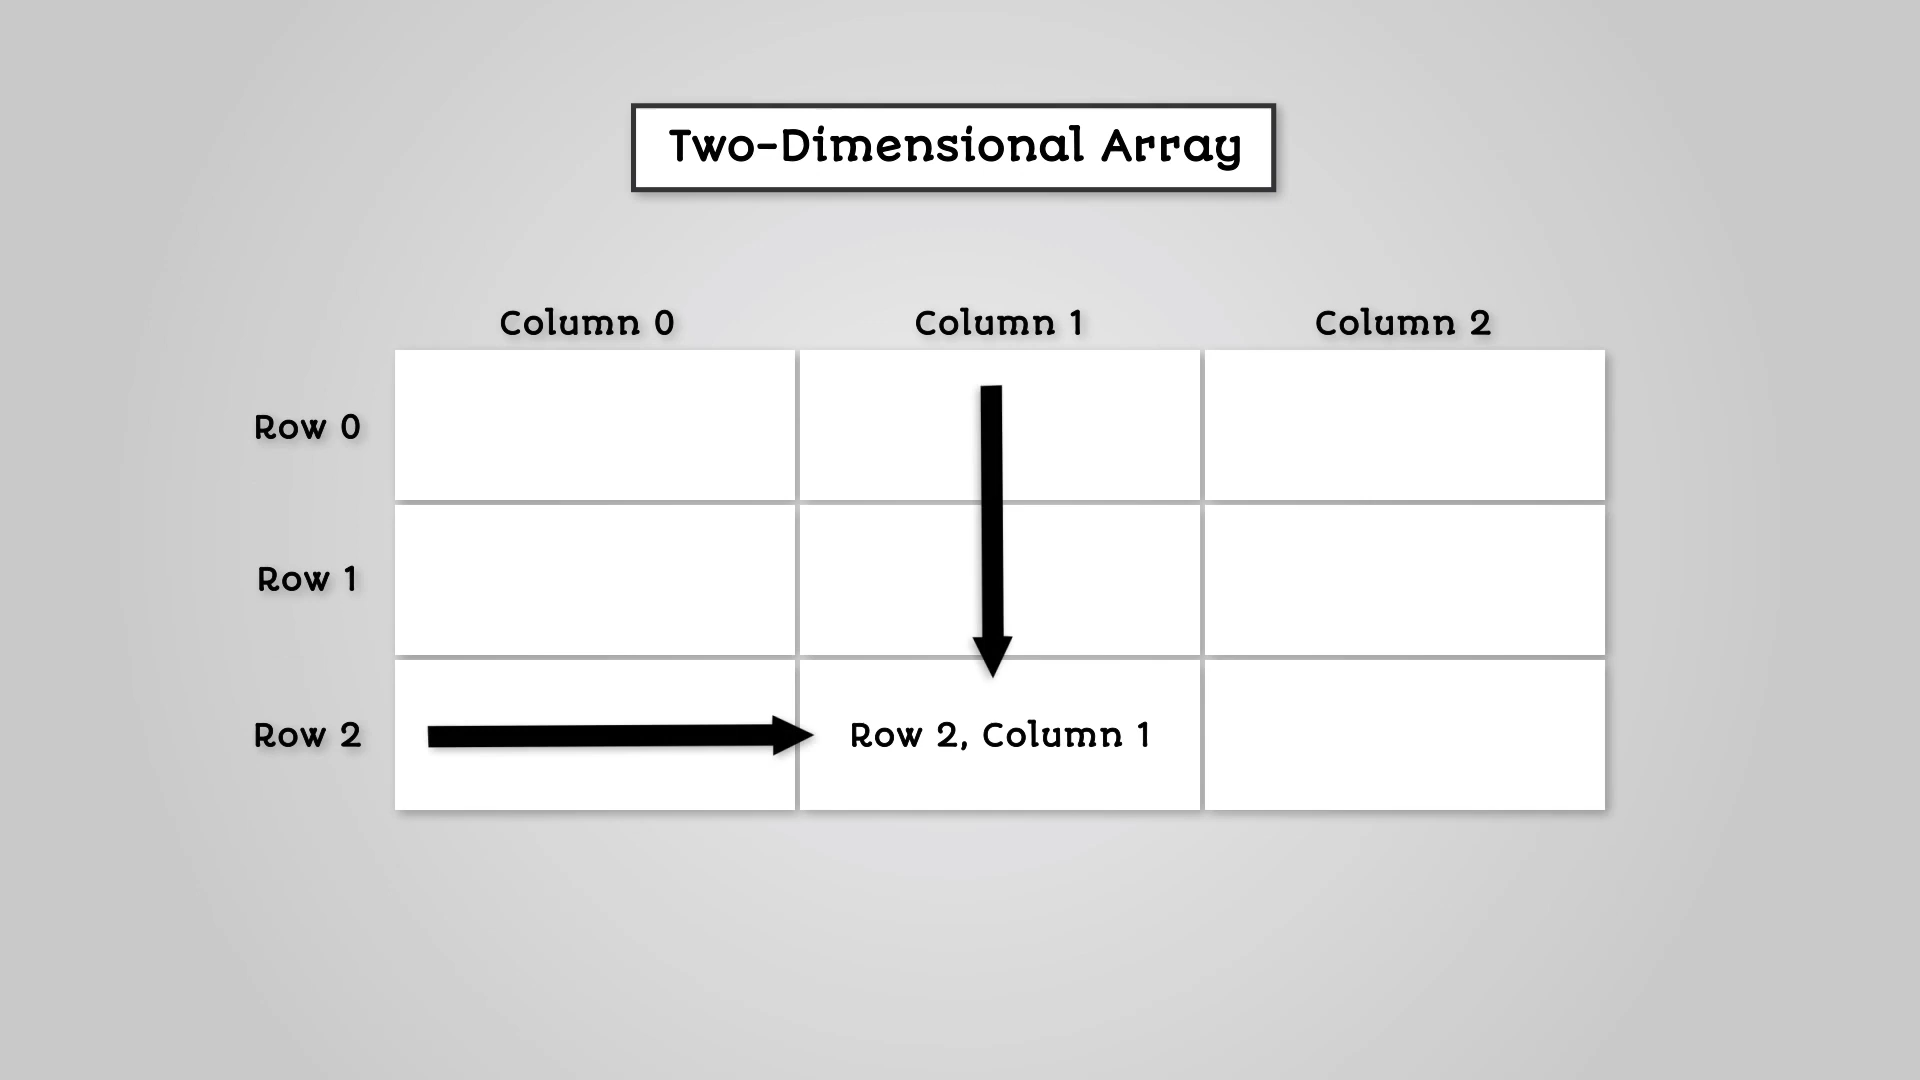 Two-Dimensional Array
Column 0 Column 1 Column 2
Row 0
Row 1
Row 2 Row 2, Column 1